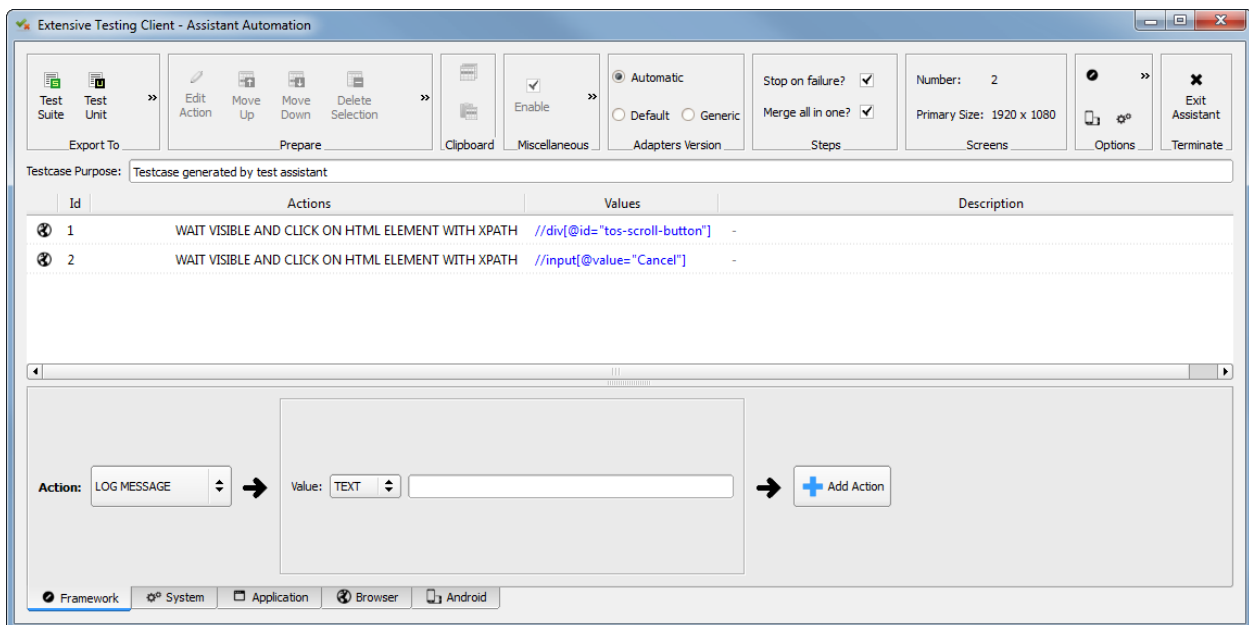 Extensive Testing Client - Assistant Automation
Test Suite
Test Unit
»
Export To
Edit Action
Move Up
Move Down
Delete Selection
»
Prepare
Clipboard
Enable
»
Miscellaneous
Automatic
Default
Generic
Adapters Version
Stop on failure?
Merge all in one?
Steps
Number: 2
Primary Size: 1920 x 1080
Screens
»
Options
Exit Assistant
Terminate
Testcase Purpose: Testcase generated by test assistant
Id Actions Values Description
1 WAIT VISIBLE AND CLICK ON HTML ELEMENT WITH XPATH //div[@id="tos-scroll-button"] -
2 WAIT VISIBLE AND CLICK ON HTML ELEMENT WITH XPATH //input[@value="Cancel"] -
Action: LOG MESSAGE Value: TEXT Add Action
Framework System Application Browser Android